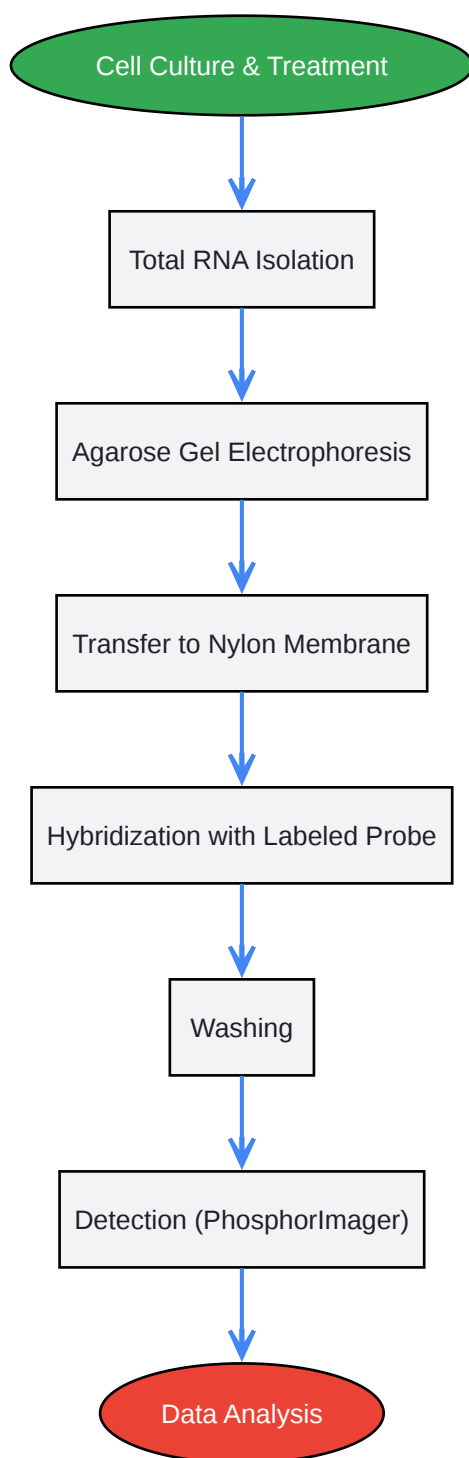 Cell Culture & Treatment
Total RNA Isolation
Agarose Gel Electrophoresis
Transfer to Nylon Membrane
Hybridization with Labeled Probe
Washing
Detection (PhosphorImager)
Data Analysis